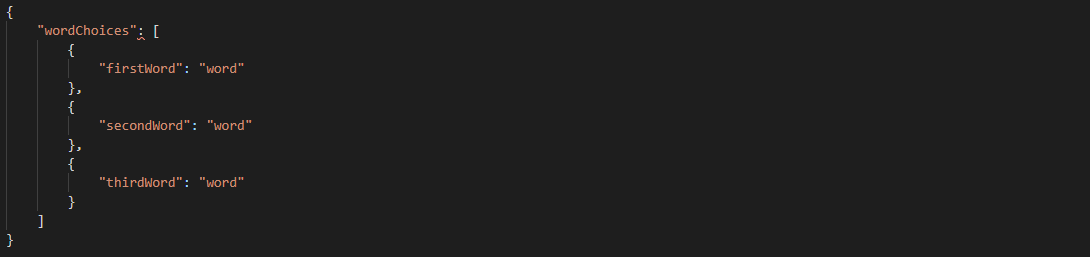 {
"wordChoices": [
{
"firstWord": "word"
},
{
"secondWord": "word"
},
{
"thirdWord": "word"
}
]
}